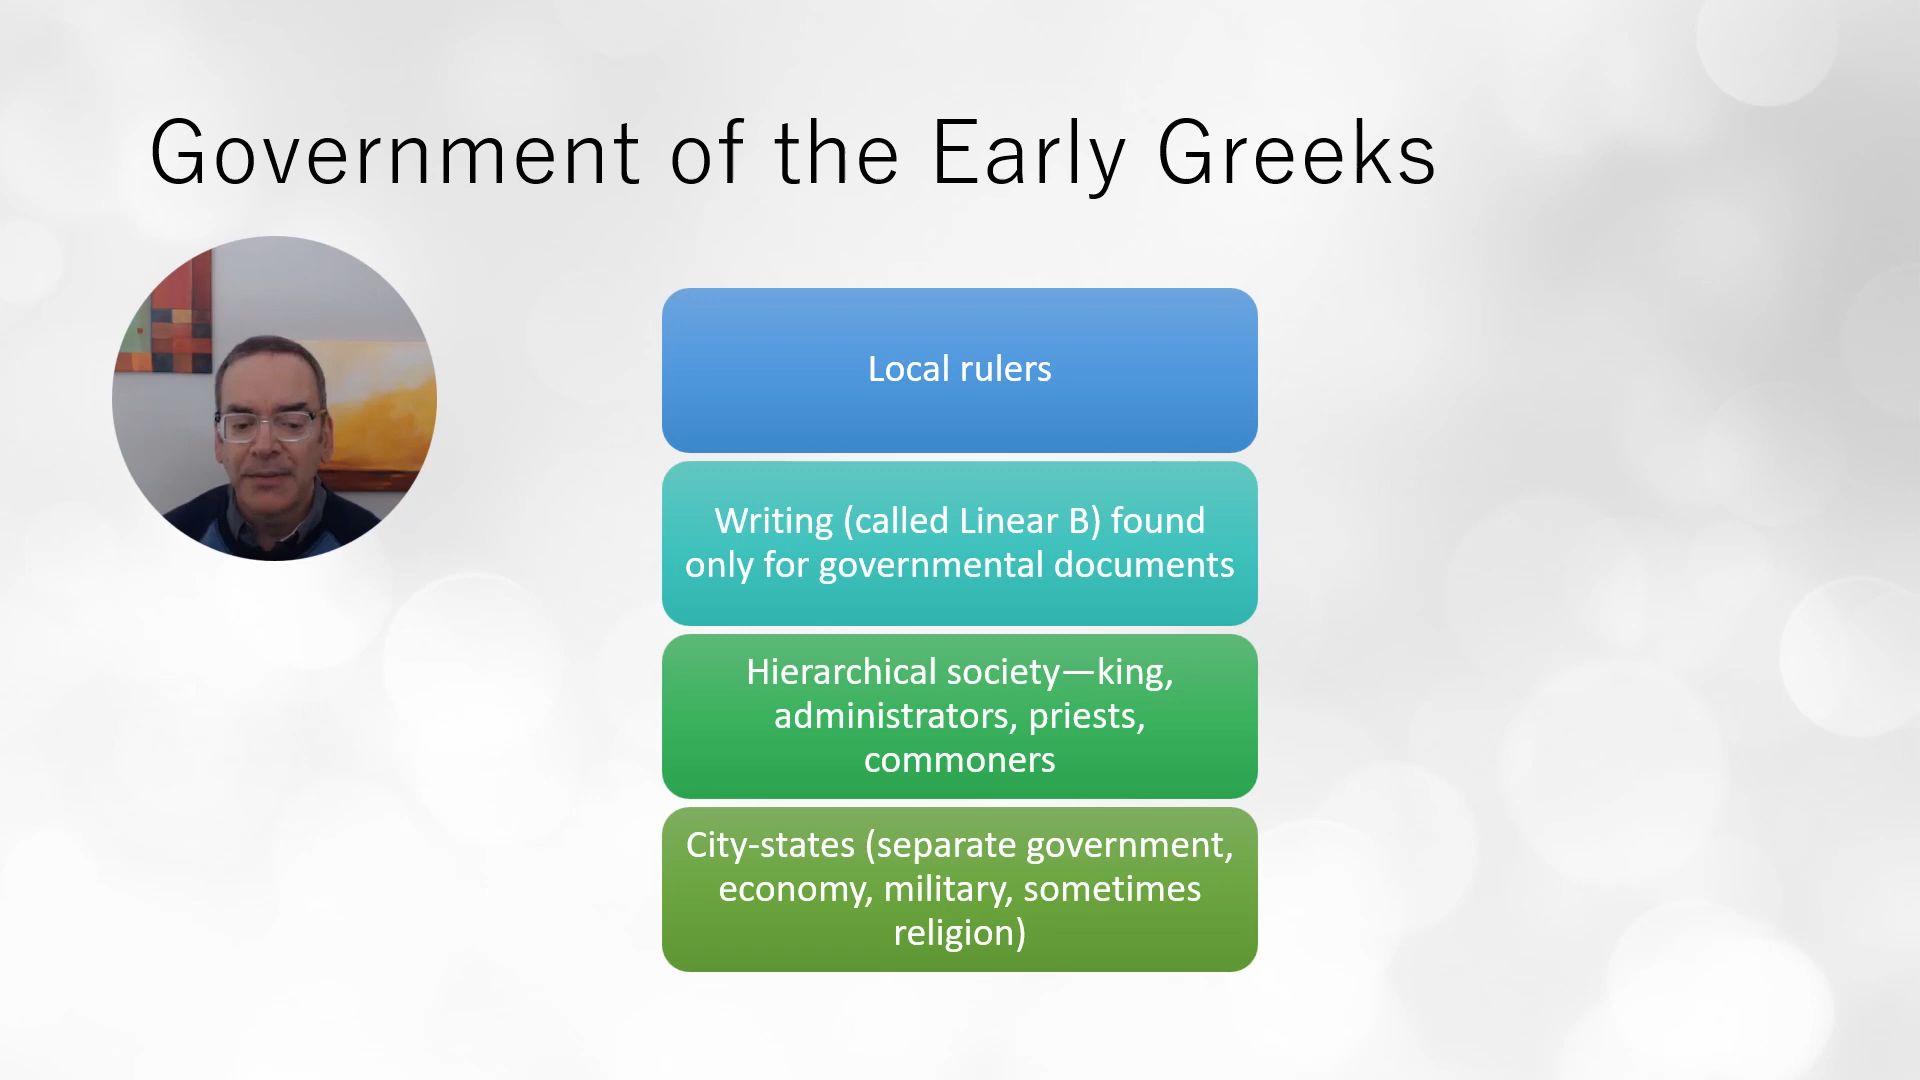 Government of the Early Greeks
Local rulers
Writing (called Linear B) found
only for governmental documents
Hierarchical society—king,
administrators, priests,
commoners
City-states (separate government,
economy, military, sometimes
religion)